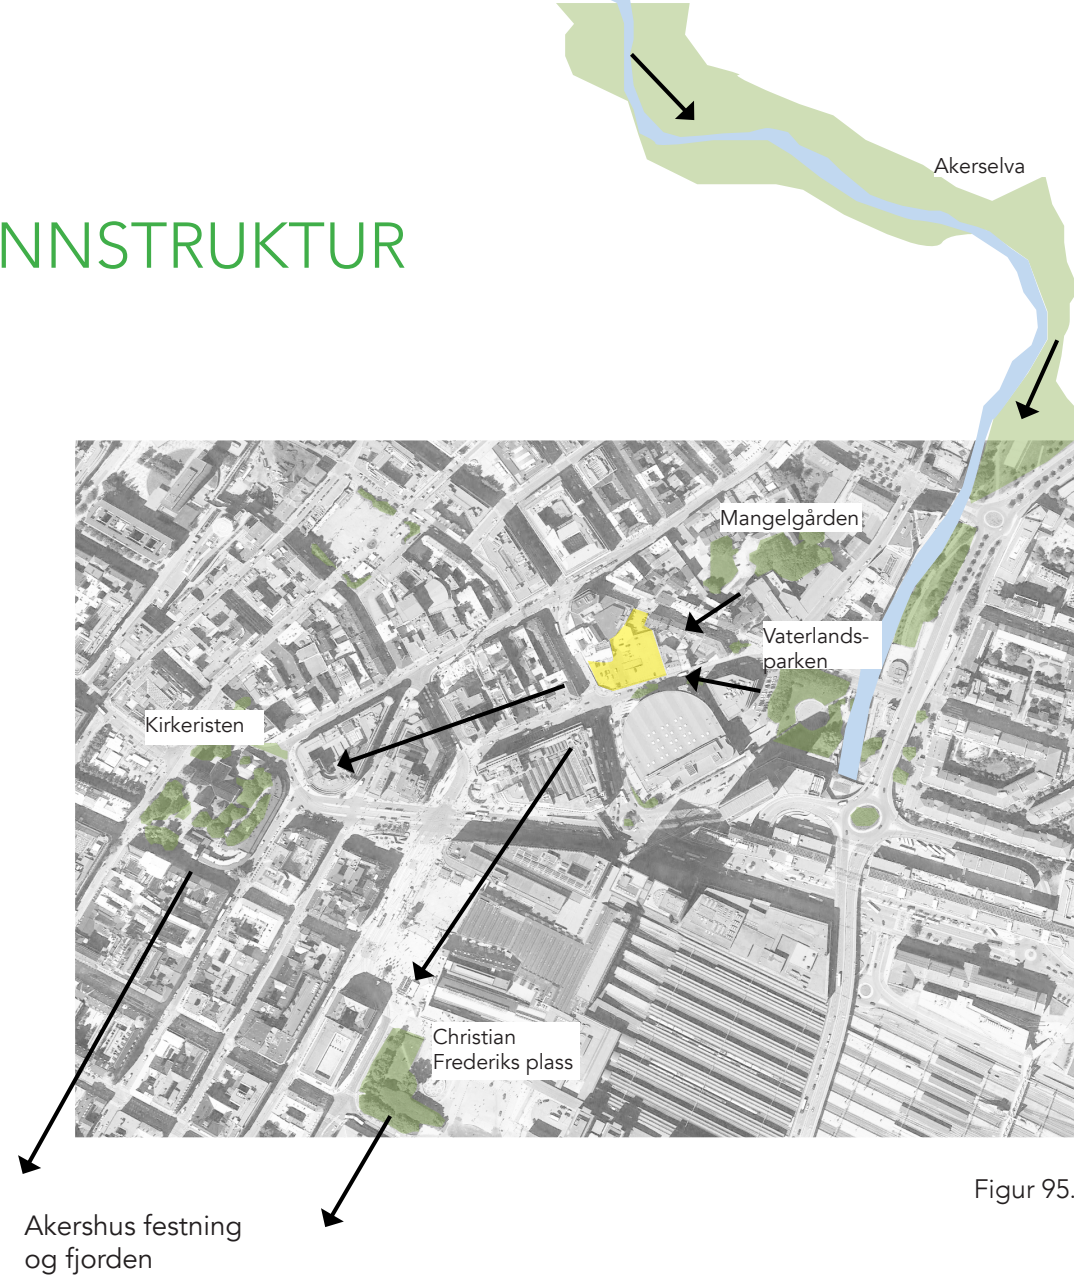 Akerselva
NNSTRUKTUR
Mangelgården
Vaterlands-
parken
Kirkeristen
Christian
Frederiks plass
Figur 95.
Akershus festning
og fjorden